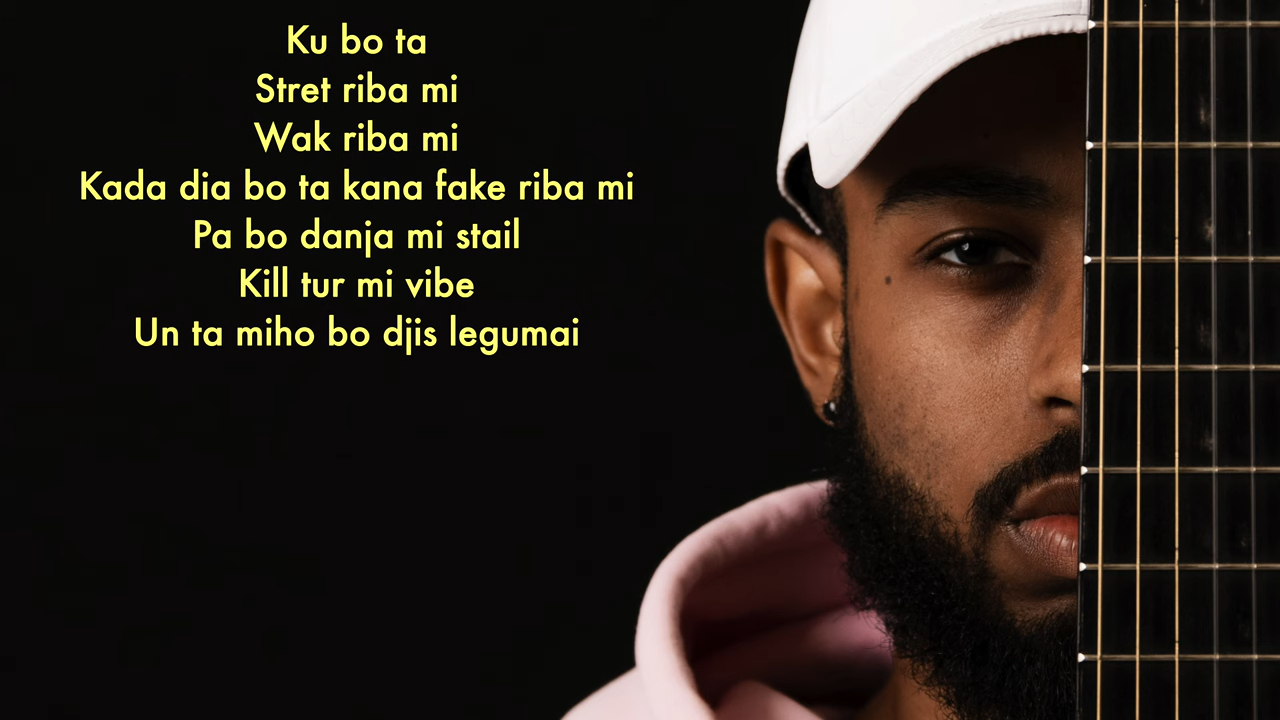 Ku bo ta
Stret riba mi
Wak riba mi
Kada dia bo ta kana fake riba mi
Pa bo danja mi stail
Kill tur mi vibe
Un ta miho bo djis legumai